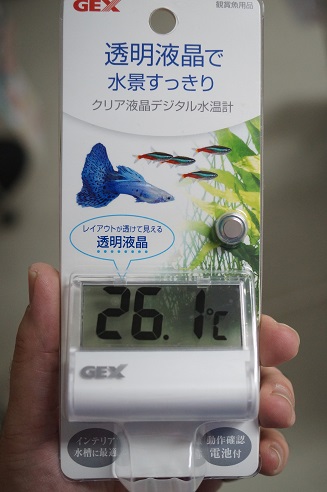 GEX
観賞魚用品
透明液晶で
水景すっきり
クリア液晶デジタル水温計
レイアウトが透けて見える
透明液晶
26.1℃
GEX
インテリア
水槽に最適
動作確認
電池付